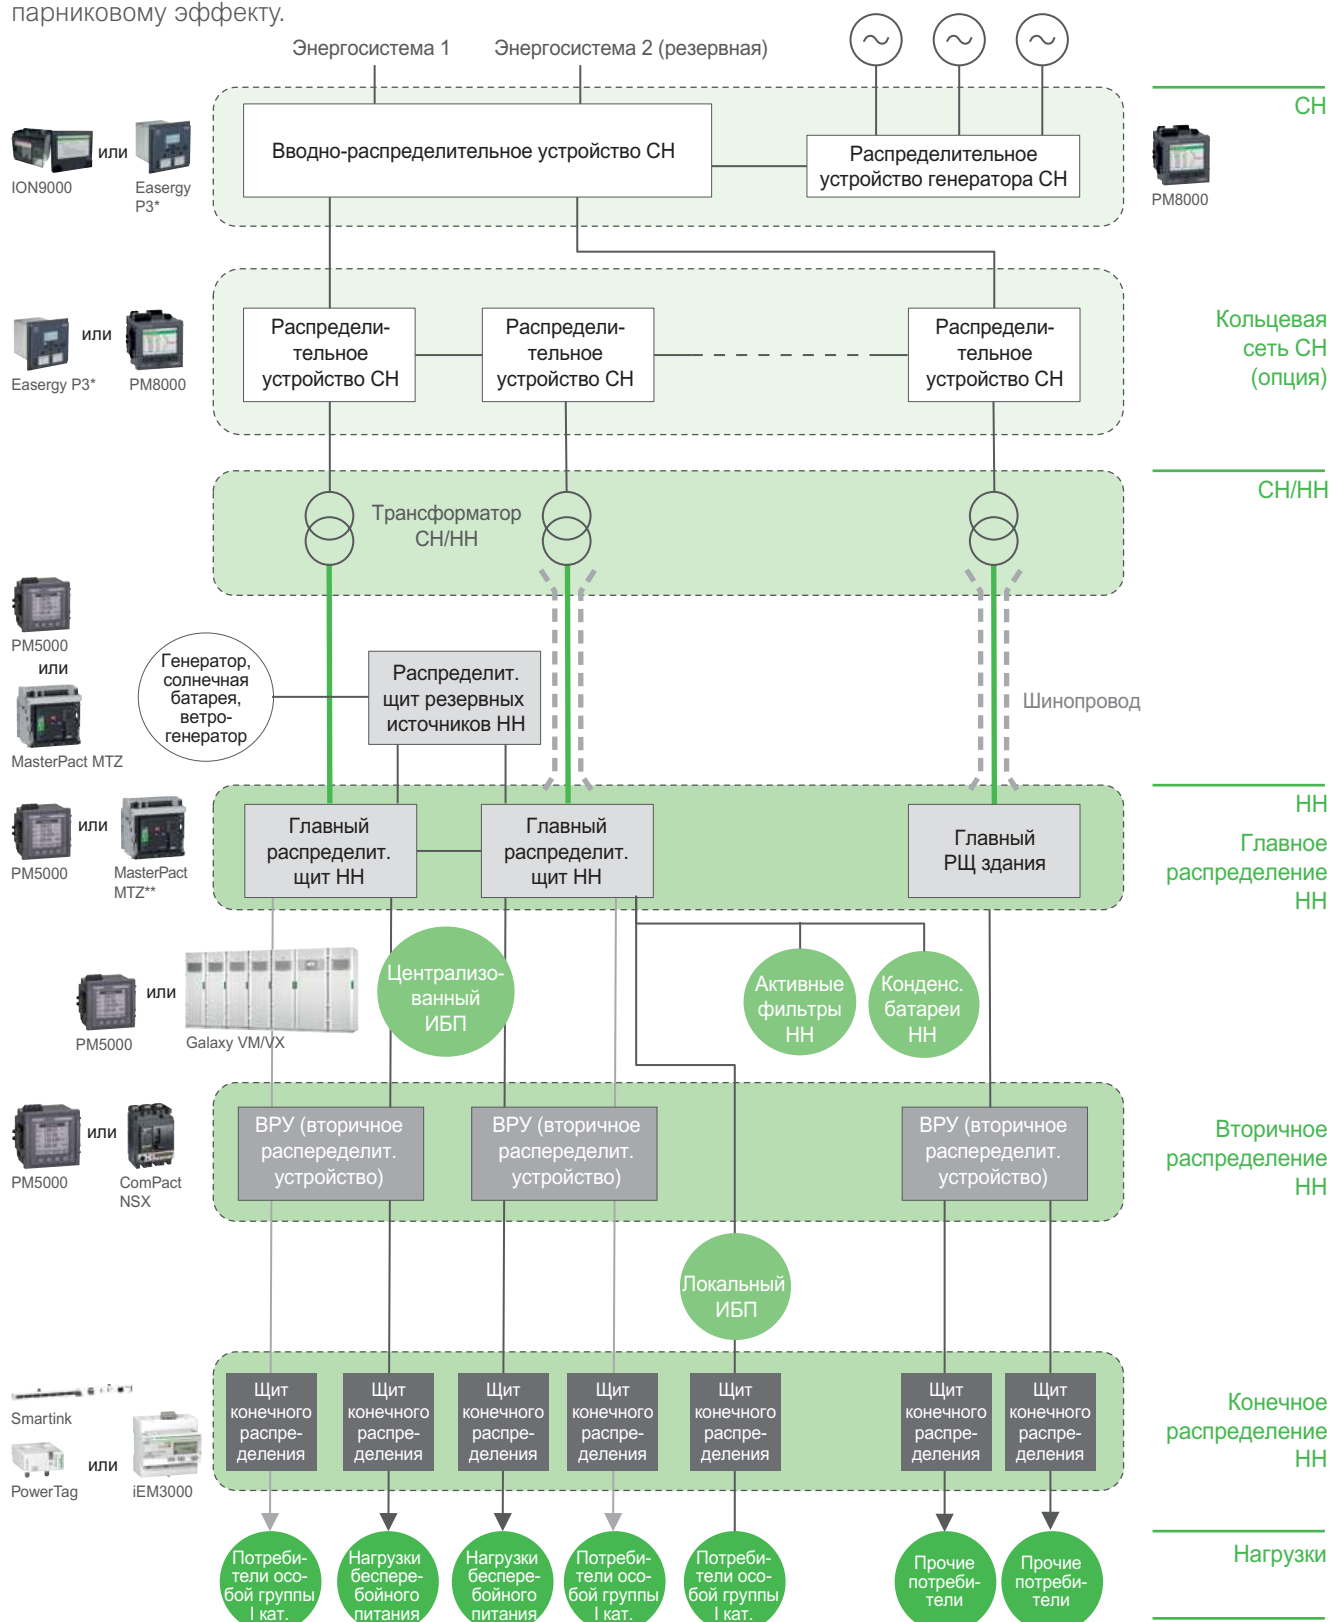 парниковому эффекту.
Энергосистема 1
Энергосистема 2 (резервная)
СН
Вводно-распределительное устройство СН
Распределительное
устройство генератора СН
или
ION9000
Easergy
P3*
PM8000
Распредели-
тельное
устройство СН
Распредели-
тельное
устройство СН
Распредели-
тельное
устройство СН
Кольцевая
сеть СН
(опция)
или
Easergy P3*
PM8000
СН/НН
Трансформатор
СН/НН
PM5000
или
MasterPact MTZ
Генератор,
солнечная
батарея,
ветро-
генератор
Распределит.
щит резервных
источников НН
Шинопровод
НН
Главное
распределение
НН
или
PM5000
MasterPact
MTZ**
Главный
распределит.
щит НН
Главный
распределит.
щит НН
Главный
РЩ здания
или
PM5000
Galaxy VM/VX
Централизо-
ванный
ИБП
Активные
фильтры
НН
Конденс.
батареи
НН
или
PM5000
ComPact
NSX
ВРУ (вторичное
распеределит.
устройство)
ВРУ (вторичное
распеределит.
устройство)
ВРУ (вторичное
распеределит.
устройство)
Вторичное
распределение
НН
Локальный
ИБП
Smartink
или
PowerTag
iEM3000
Щит
конечного
распре-
деления
Щит
конечного
распре-
деления
Щит
конечного
распре-
деления
Щит
конечного
распре-
деления
Щит
конечного
распре-
деления
Щит
конечного
распре-
деления
Щит
конечного
распре-
деления
Конечное
распределение
НН
Потреби-
тели осо-
бой группы
I кат.
Нагрузки
беспере-
бойного
питания
Нагрузки
беспере-
бойного
питания
Потреби-
тели осо-
бой группы
I кат.
Потреби-
тели осо-
бой группы
I кат.
Прочие
потреби-
тели
Прочие
потреби-
тели
Нагрузки